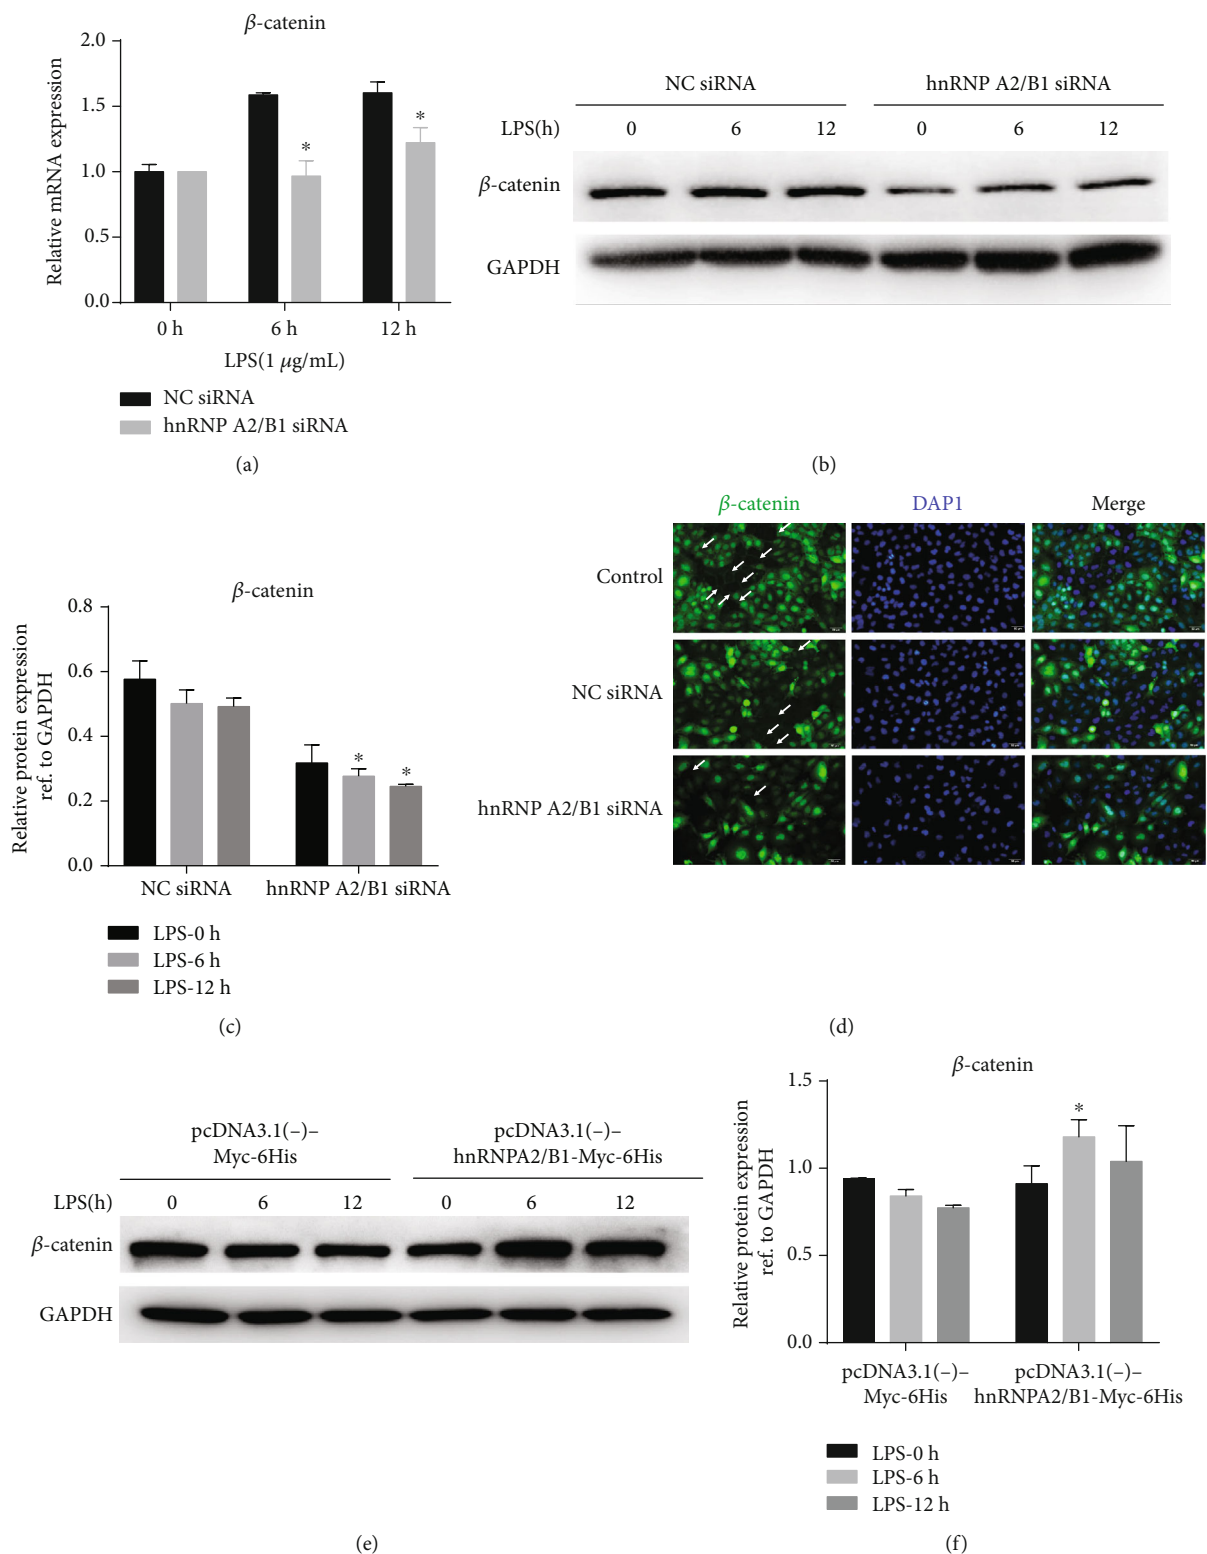 β-catenin
Relative mRNA expression
2.0
1.5
1.0
0.5
0.0
*
*
0 h
6 h
12 h
LPS(1 μg/mL)
NC siRNA
hnRNP A2/B1 siRNA
(a)
NC siRNA
hnRNP A2/B1 siRNA
LPS(h)
0
6
12
0
6
12
β-catenin
GAPDH
(b)
β-catenin
Relative protein expression
ref. to GAPDH
0.8
0.6
0.4
0.2
0.0
*
*
NC siRNA
hnRNP A2/B1 siRNA
LPS-0 h
LPS-6 h
LPS-12 h
(c)
β-catenin
DAP1
Merge
Control
NC siRNA
hnRNP A2/B1 siRNA
(d)
pcDNA3.1(–)–
Myc-6His
pcDNA3.1(–)–
hnRNPA2/B1-Myc-6His
LPS(h)
0
6
12
0
6
12
β-catenin
GAPDH
(e)
β-catenin
Relative protein expression
ref. to GAPDH
1.5
1.0
0.5
0.0
*
pcDNA3.1(–)–
Myc-6His
pcDNA3.1(–)–
hnRNPA2/B1-Myc-6His
LPS-0 h
LPS-6 h
LPS-12 h
(f)